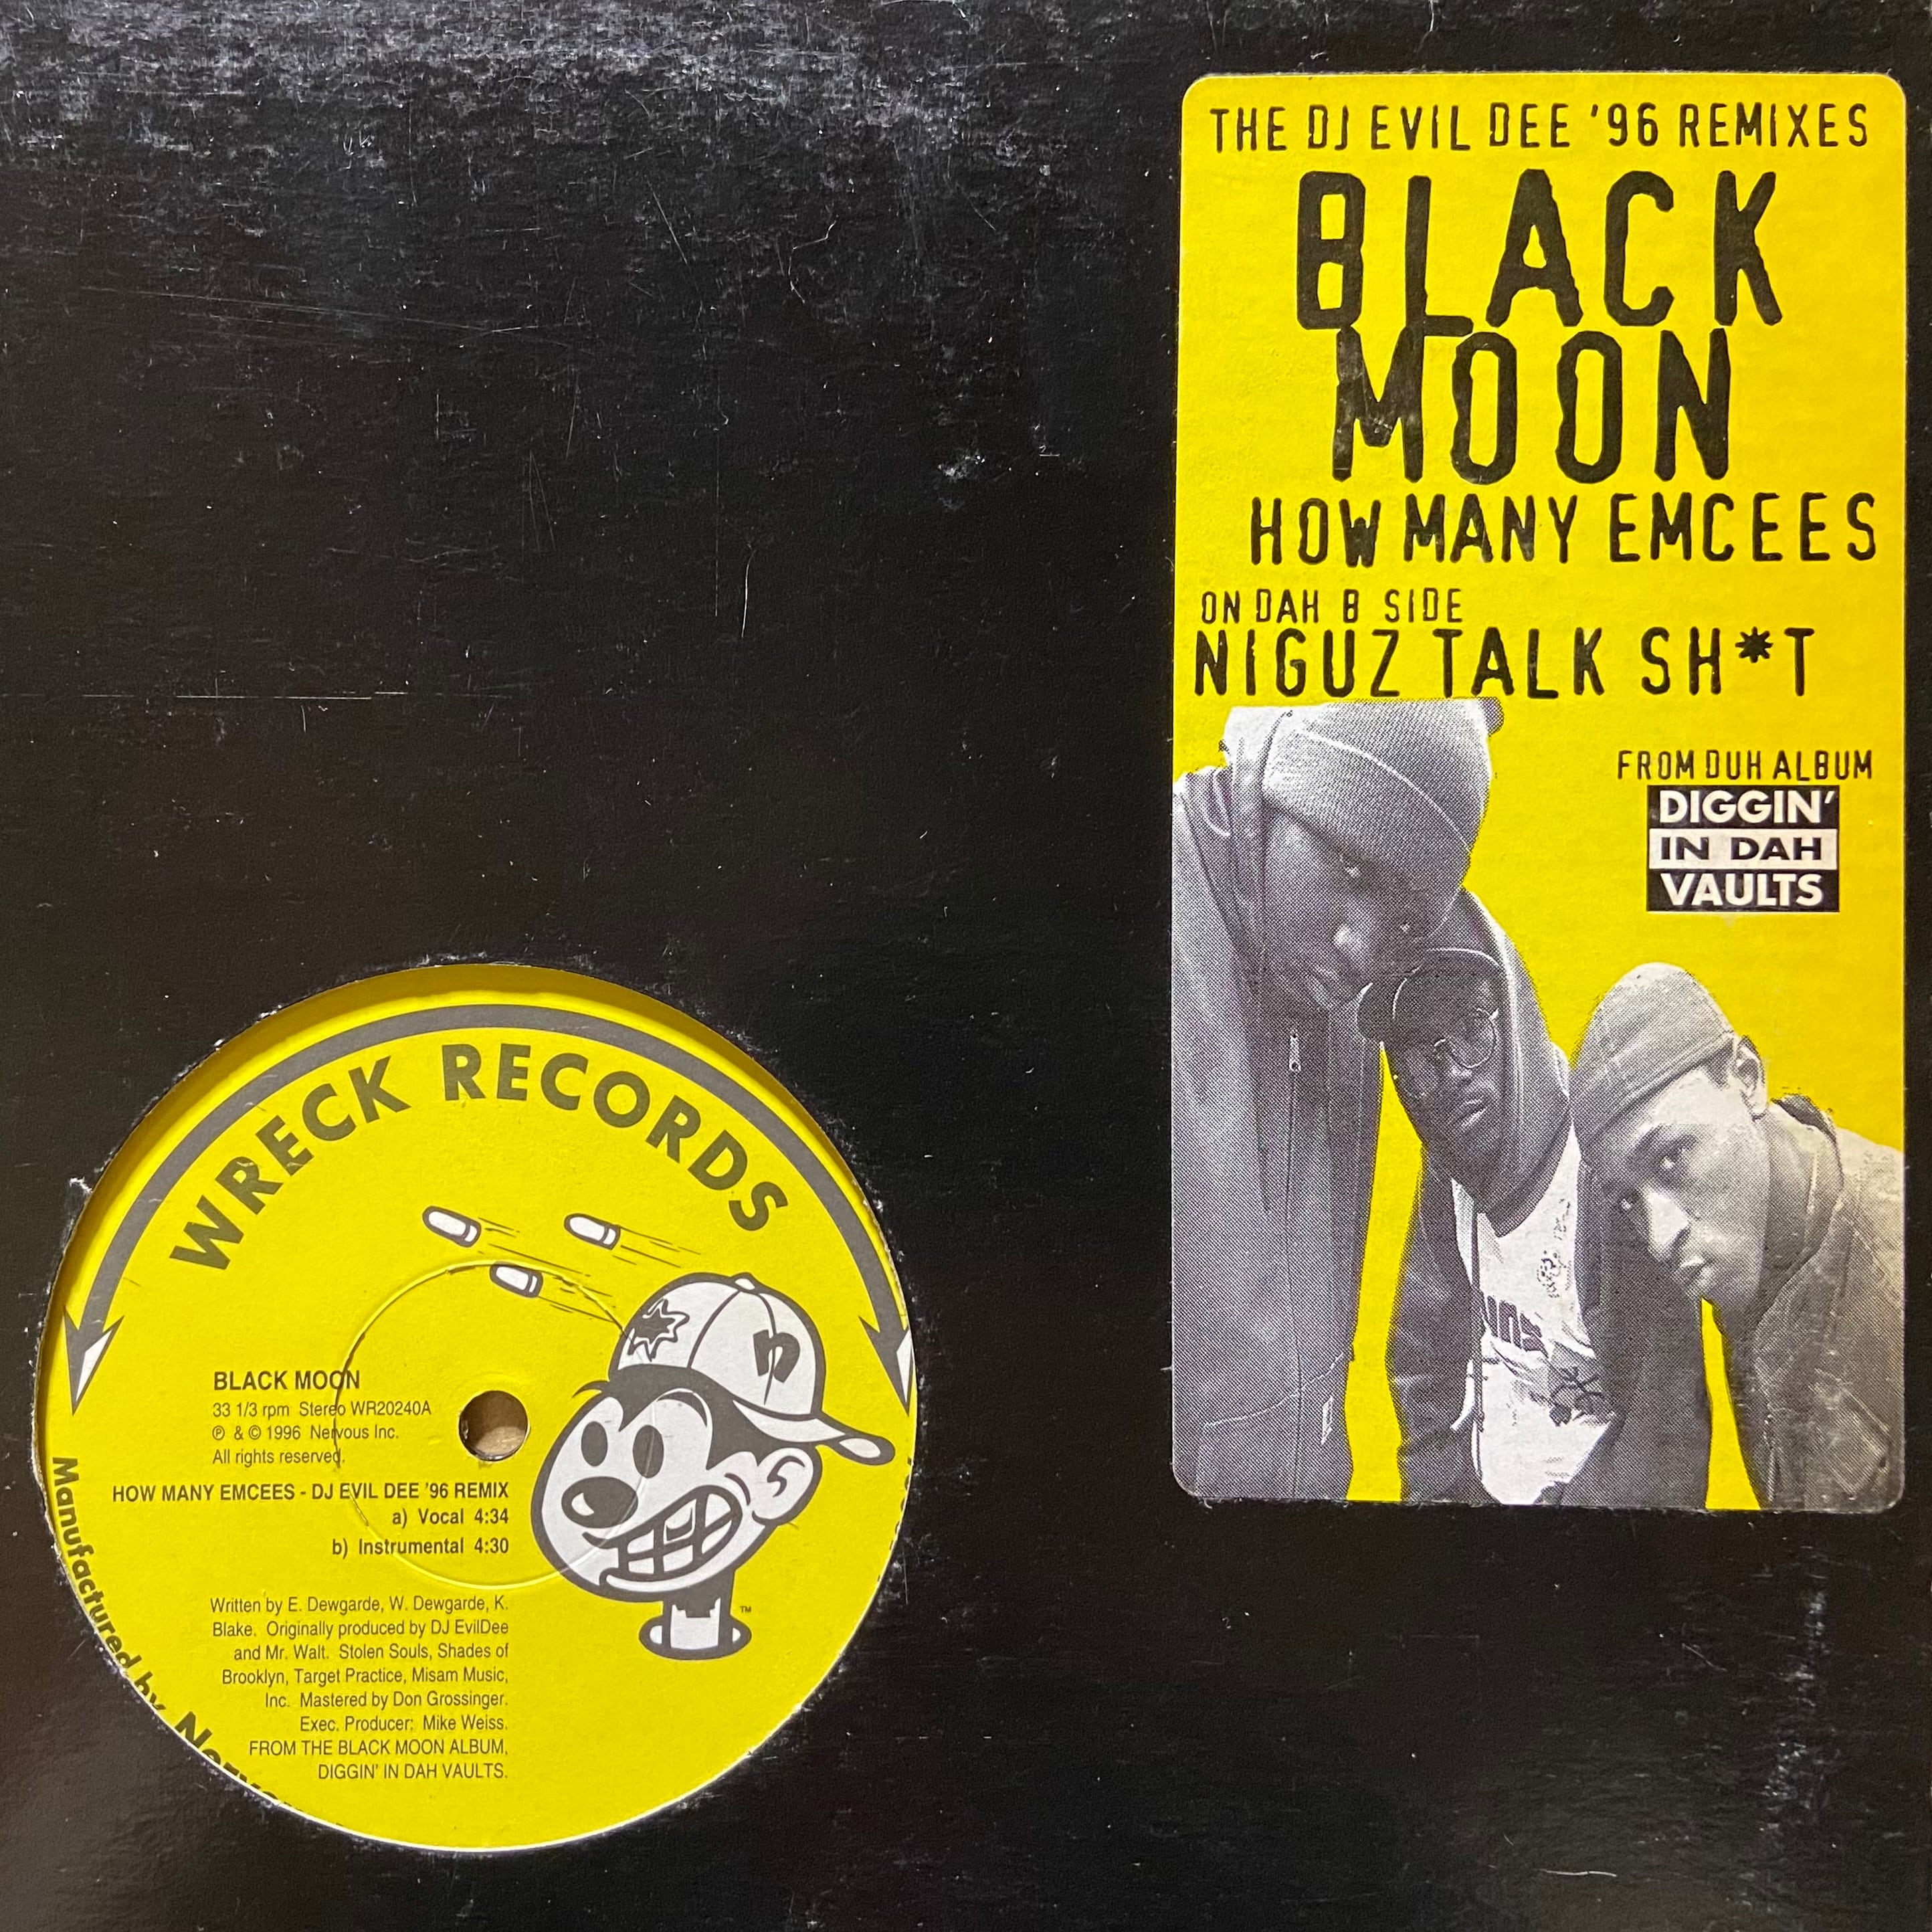 THE DJ EVIL DEE '96 REMIXES
BLACK
MOON
HOW MANY EMCEES
ON DAH B SIDE
NIGUZ TALK SH*T
FROM DUH ALBUM
DIGGIN'
IN DAH
VAULTS
WRECK RECORDS
n
BLACK MOON
33 1/3 rpm Stereo WR20240A
℗ & © 1996 Nervous Inc.
All rights reserved.
HOW MANY EMCEES - DJ EVIL DEE '96 REMIX
a) Vocal 4:34
b) Instrumental 4:30
Written by E. Dewgarde, W. Dewgarde, K.
Blake. Originally produced by DJ EvilDee
and Mr. Walt. Stolen Souls, Shades of
Brooklyn, Target Practice, Misam Music,
Inc. Mastered by Don Grossinger.
Exec. Producer: Mike Weiss.
FROM THE BLACK MOON ALBUM,
DIGGIN' IN DAH VAULTS.
TM
Manufactured by